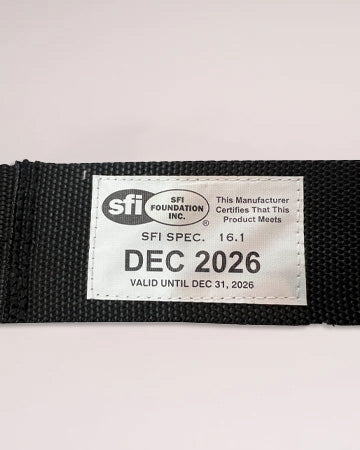 sfi
SFI
FOUNDATION
INC.
®
This Manufacturer
Certifies That This
Product Meets
SFI SPEC. 16.1
DEC 2026
VALID UNTIL DEC 31, 2026